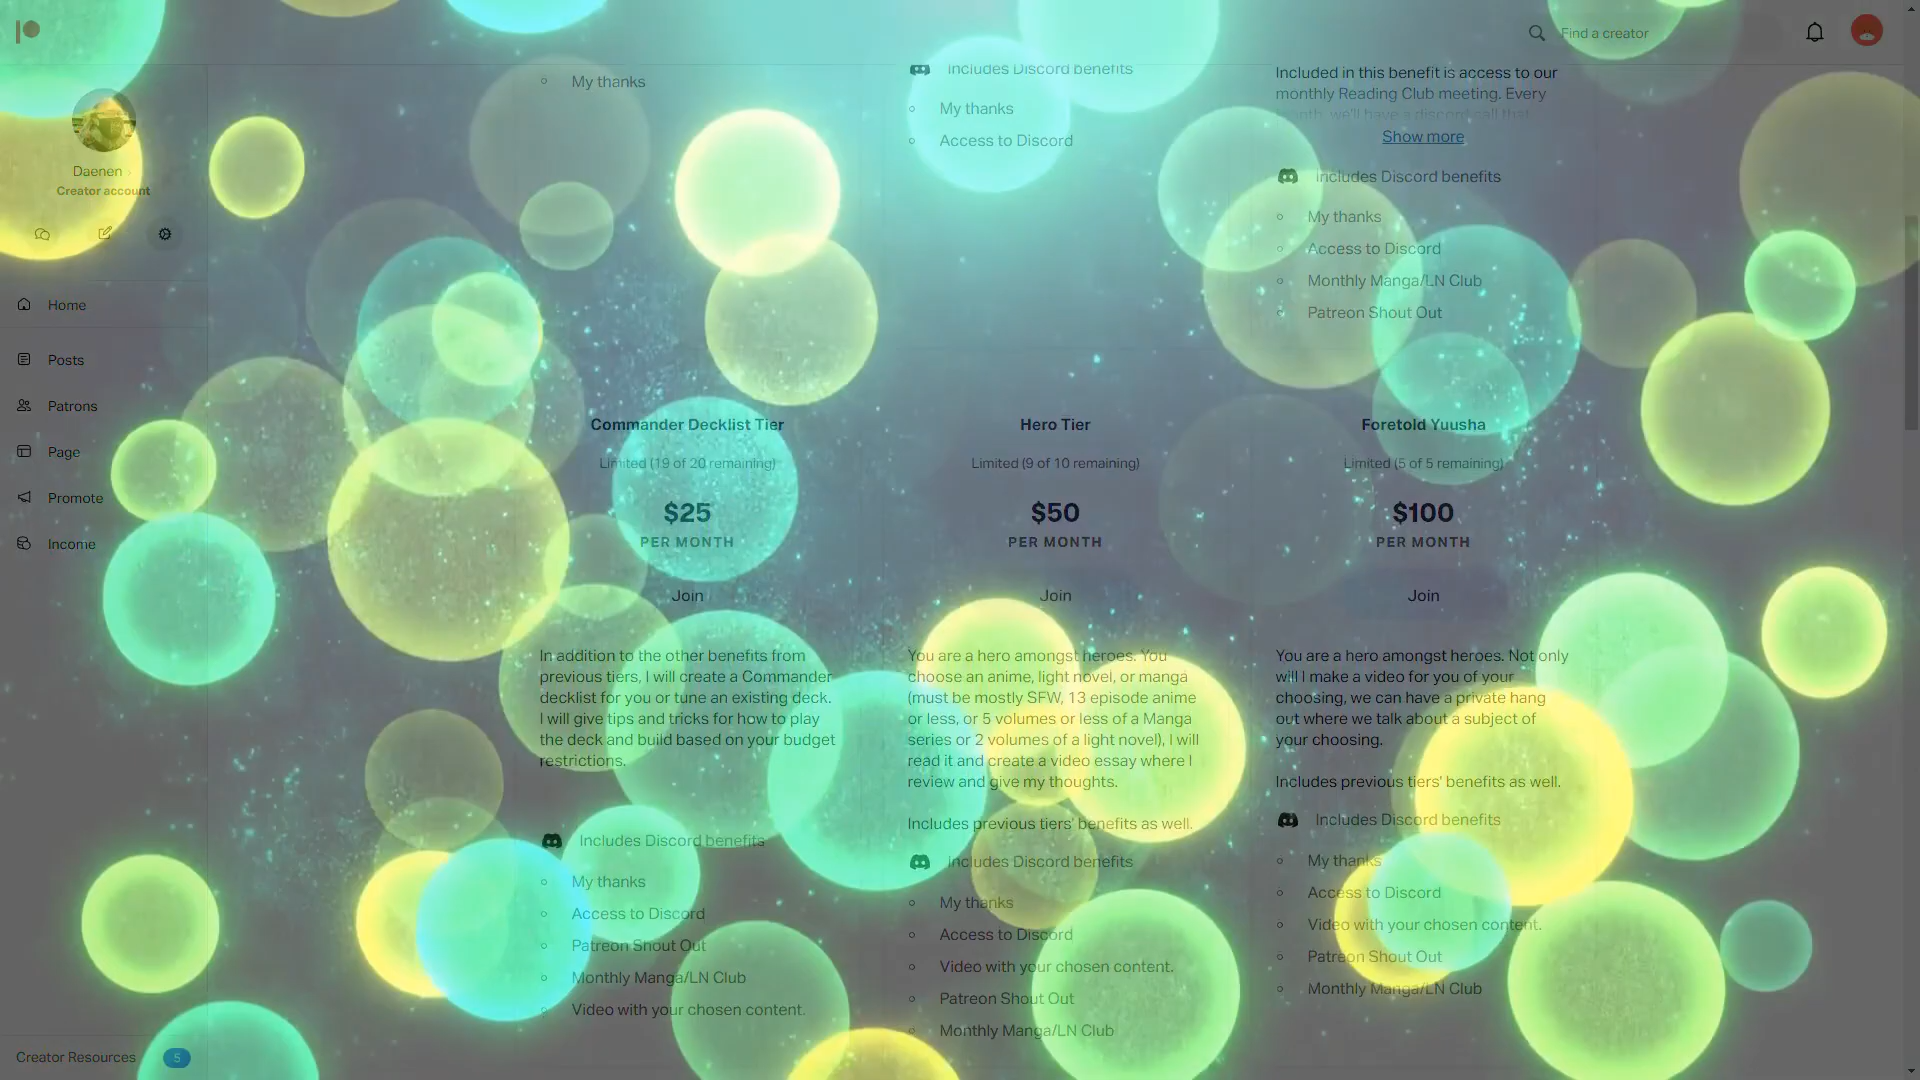 Find a creator
Daenen
Creator account
Home
Posts
Patrons
Page
Promote
Income
Creator Resources 5
My thanks
Includes Discord benefits
My thanks
Access to Discord
Included in this benefit is access to our
monthly Reading Club meeting. Every
month, we'll have a discord call that
Show more
Includes Discord benefits
My thanks
Access to Discord
Monthly Manga/LN Club
Patreon Shout Out
Commander Decklist Tier
Limited (19 of 20 remaining)
$25
PER MONTH
Join
In addition to the other benefits from
previous tiers, I will create a Commander
decklist for you or tune an existing deck.
I will give tips and tricks for how to play
the deck and build based on your budget
restrictions.
Includes Discord benefits
My thanks
Access to Discord
Patreon Shout Out
Monthly Manga/LN Club
Video with your chosen content.
Hero Tier
Limited (9 of 10 remaining)
$50
PER MONTH
Join
You are a hero amongst heroes. You
choose an anime, light novel, or manga
(must be mostly SFW, 13 episode anime
or less, or 5 volumes or less of a Manga
series or 2 volumes of a light novel), I will
read it and create a video essay where I
review and give my thoughts.
Includes previous tiers' benefits as well.
Includes Discord benefits
My thanks
Access to Discord
Video with your chosen content.
Patreon Shout Out
Monthly Manga/LN Club
Foretold Yuusha
Limited (5 of 5 remaining)
$100
PER MONTH
Join
You are a hero amongst heroes. Not only
will I make a video for you of your
choosing, we can have a private hang
out where we talk about a subject of
your choosing.
Includes previous tiers' benefits as well.
Includes Discord benefits
My thanks
Access to Discord
Video with your chosen content.
Patreon Shout Out
Monthly Manga/LN Club